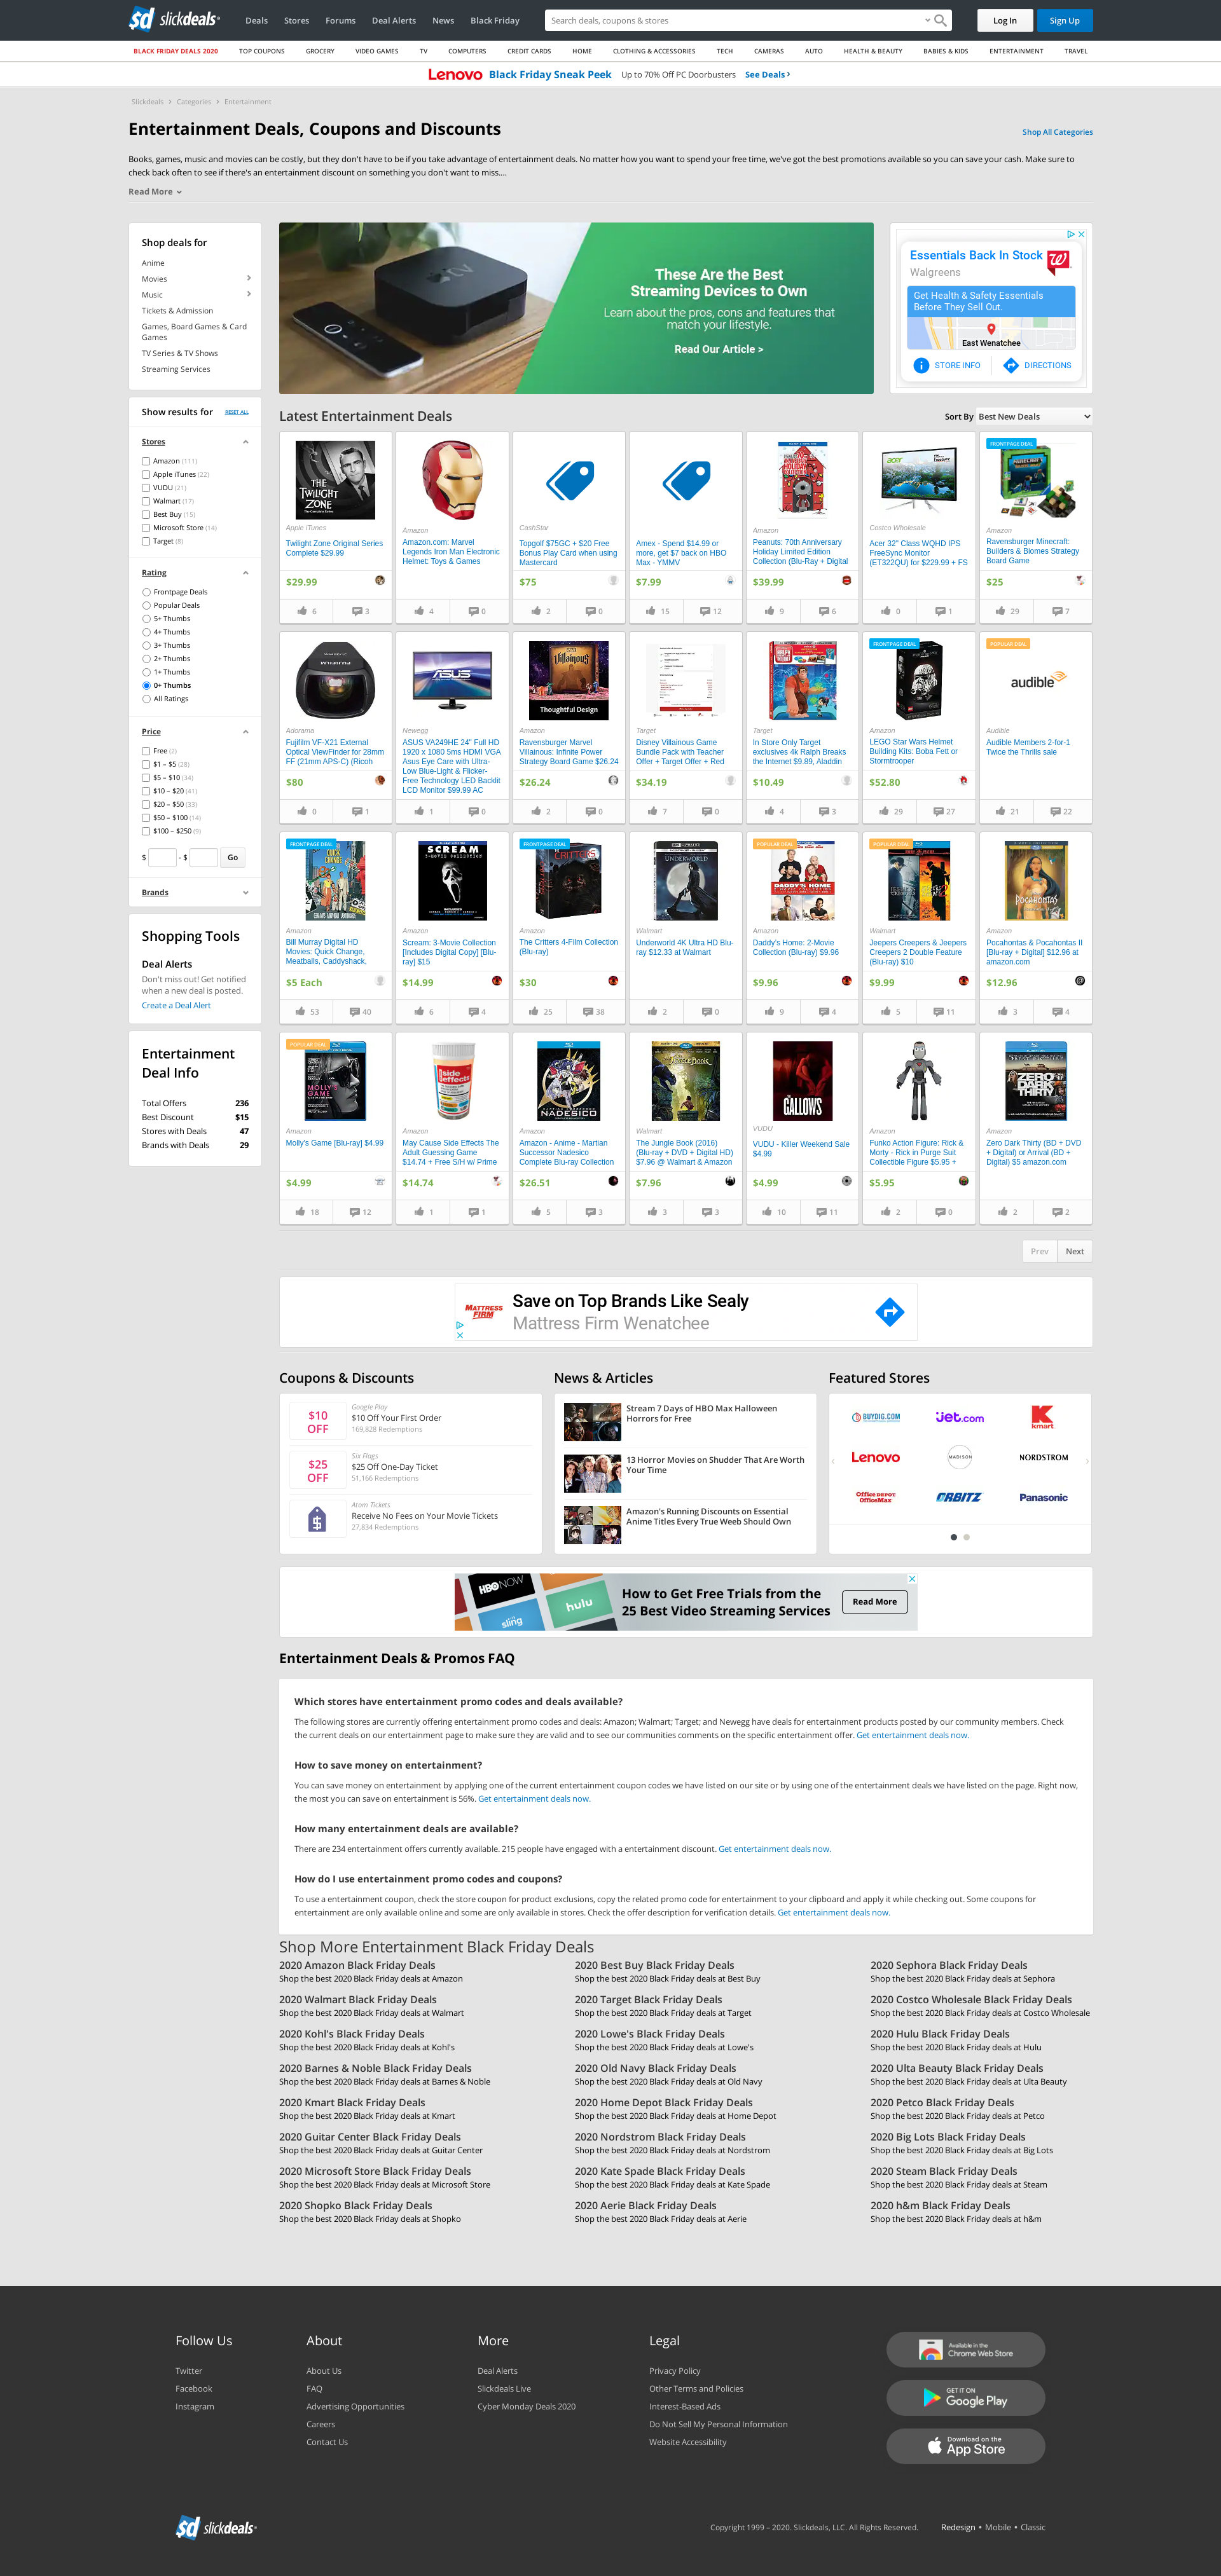 slickdeals
Deals
Stores
Forums
Deal Alerts
News
Black Friday
Search deals, coupons & stores
Log In
Sign Up
BLACK FRIDAY DEALS 2020
TOP COUPONS
GROCERY
VIDEO GAMES
TV
COMPUTERS
CREDIT CARDS
HOME
CLOTHING & ACCESSORIES
TECH
CAMERAS
AUTO
HEALTH & BEAUTY
BABIES & KIDS
ENTERTAINMENT
TRAVEL
Lenovo Black Friday Sneak Peek Up to 70% Off PC Doorbusters See Deals
Slickdeals › Categories › Entertainment
Entertainment Deals, Coupons and Discounts
Shop All Categories
Books, games, music and movies can be costly, but they don't have to be if you take advantage of entertainment deals. No matter how you want to spend your free time, we've got the best promotions available so you can save your cash. Make sure to
check back often to see if there's an entertainment discount on something you don't want to miss....
Read More
Shop deals for
Anime
Movies
Music
Tickets & Admission
Games, Board Games & Card
Games
TV Series & TV Shows
Streaming Services
Show results for
RESET ALL
Stores
Amazon (111)
Apple iTunes (22)
VUDU (21)
Walmart (17)
Best Buy (15)
Microsoft Store (14)
Target (8)
Rating
Frontpage Deals
Popular Deals
5+ Thumbs
4+ Thumbs
3+ Thumbs
2+ Thumbs
1+ Thumbs
0+ Thumbs
All Ratings
Price
Free (2)
$1 – $5 (28)
$5 – $10 (34)
$10 – $20 (41)
$20 – $50 (33)
$50 – $100 (14)
$100 – $250 (9)
$ - $ Go
Brands
Shopping Tools
Deal Alerts
Don't miss out! Get notified
when a new deal is posted.
Create a Deal Alert
Entertainment
Deal Info
Total Offers 236
Best Discount $15
Stores with Deals 47
Brands with Deals 29
These Are the Best
Streaming Devices to Own
Learn about the pros, cons and features that
match your lifestyle.
Read Our Article >
Essentials Back In Stock
Walgreens
Get Health & Safety Essentials
Before They Sell Out.
East Wenatchee
STORE INFO
DIRECTIONS
Latest Entertainment Deals
Sort By Best New Deals
THE
TWILIGHT
ZONE
Apple iTunes
Twilight Zone Original Series
Complete $29.99
$29.99
6 3
Amazon
Amazon.com: Marvel
Legends Iron Man Electronic
Helmet: Toys & Games
4 0
CashStar
Topgolf $75GC + $20 Free
Bonus Play Card when using
Mastercard
$75
2 0
Amex - Spend $14.99 or
more, get $7 back on HBO
Max - YMMV
$7.99
15 12
Amazon
Peanuts: 70th Anniversary
Holiday Limited Edition
Collection (Blu-Ray + Digital
$39.99
9 6
acer
Costco Wholesale
Acer 32" Class WQHD IPS
FreeSync Monitor
(ET322QU) for $229.99 + FS
0 1
FRONTPAGE DEAL
Amazon
Ravensburger Minecraft:
Builders & Biomes Strategy
Board Game
$25
29 7
FUJIFILM
Adorama
Fujifilm VF-X21 External
Optical ViewFinder for 28mm
FF (21mm APS-C) (Ricoh
$80
0 1
ASUS
Newegg
ASUS VA249HE 24" Full HD
1920 x 1080 5ms HDMI VGA
Asus Eye Care with Ultra-
Low Blue-Light & Flicker-
Free Technology LED Backlit
LCD Monitor $99.99 AC
1 0
Villainous
Thoughtful Design
Amazon
Ravensburger Marvel
Villainous: Infinite Power
Strategy Board Game $26.24
$26.24
2 0
Target
Disney Villainous Game
Bundle Pack with Teacher
Offer + Target Offer + Red
$34.19
7 0
Target
In Store Only Target
exclusives 4k Ralph Breaks
the Internet $9.89, Aladdin
$10.49
4 3
FRONTPAGE DEAL
Amazon
LEGO Star Wars Helmet
Building Kits: Boba Fett or
Stormtrooper
$52.80
29 27
POPULAR DEAL
audible
Audible
Audible Members 2-for-1
Twice the Thrills sale
21 22
FRONTPAGE DEAL
QUICK
CHANGE
Amazon
Bill Murray Digital HD
Movies: Quick Change,
Meatballs, Caddyshack,
$5 Each
53 40
SCREAM
3-MOVIE COLLECTION
Amazon
Scream: 3-Movie Collection
[Includes Digital Copy] [Blu-
ray] $15
$14.99
6 4
FRONTPAGE DEAL
CRITTERS
Amazon
The Critters 4-Film Collection
(Blu-ray)
$30
25 38
UNDERWORLD
Walmart
Underworld 4K Ultra HD Blu-
ray $12.33 at Walmart
2 0
POPULAR DEAL
DADDY'S HOME
Amazon
Daddy's Home: 2-Movie
Collection (Blu-ray) $9.96
$9.96
9 4
POPULAR DEAL
Walmart
Jeepers Creepers & Jeepers
Creepers 2 Double Feature
(Blu-ray) $10
$9.99
5 11
POCAHONTAS
Amazon
Pocahontas & Pocahontas II
[Blu-ray + Digital] $12.96 at
amazon.com
$12.96
3 4
POPULAR DEAL
MOLLY'S
GAME
Amazon
Molly's Game [Blu-ray] $4.99
$4.99
18 12
side
effects
Amazon
May Cause Side Effects The
Adult Guessing Game
$14.74 + Free S/H w/ Prime
$14.74
1 1
NADESICO
Amazon
Amazon - Anime - Martian
Successor Nadesico
Complete Blu-ray Collection
$26.51
5 3
Jungle Book
Walmart
The Jungle Book (2016)
(Blu-ray + DVD + Digital HD)
$7.96 @ Walmart & Amazon
$7.96
3 3
THE
GALLOWS
VUDU
VUDU - Killer Weekend Sale
$4.99
$4.99
10 11
Amazon
Funko Action Figure: Rick &
Morty - Rick in Purge Suit
Collectible Figure $5.95 +
$5.95
2 0
ZERO DARK
THIRTY
Amazon
Zero Dark Thirty (BD + DVD
+ Digital) or Arrival (BD +
Digital) $5 amazon.com
2 2
Prev Next
MATTRESS
FIRM
Save on Top Brands Like Sealy
Mattress Firm Wenatchee
Coupons & Discounts
$10
OFF
Google Play
$10 Off Your First Order
169,828 Redemptions
$25
OFF
Six Flags
$25 Off One-Day Ticket
51,166 Redemptions
Atom Tickets
Receive No Fees on Your Movie Tickets
27,834 Redemptions
News & Articles
Stream 7 Days of HBO Max Halloween
Horrors for Free
13 Horror Movies on Shudder That Are Worth
Your Time
Amazon's Running Discounts on Essential
Anime Titles Every True Weeb Should Own
Featured Stores
BUYDIG.COM
Jet.com
kmart
Lenovo
MADISON
NORDSTROM
Office DEPOT
OfficeMax
ORBITZ
Panasonic
HBO NOW
hulu
sling
How to Get Free Trials from the
25 Best Video Streaming Services
Read More
Entertainment Deals & Promos FAQ
Which stores have entertainment promo codes and deals available?
The following stores are currently offering entertainment promo codes and deals: Amazon; Walmart; Target; and Newegg have deals for entertainment products posted by our community members. Check
the current deals on our entertainment page to make sure they are valid and to see our communities comments on the specific entertainment offer. Get entertainment deals now.
How to save money on entertainment?
You can save money on entertainment by applying one of the current entertainment coupon codes we have listed on our site or by using one of the entertainment deals we have listed on the page. Right now,
the most you can save on entertainment is 56%. Get entertainment deals now.
How many entertainment deals are available?
There are 234 entertainment offers currently available. 215 people have engaged with a entertainment discount. Get entertainment deals now.
How do I use entertainment promo codes and coupons?
To use a entertainment coupon, check the store coupon for product exclusions, copy the related promo code for entertainment to your clipboard and apply it while checking out. Some coupons for
entertainment are only available online and some are only available in stores. Check the offer description for verification details. Get entertainment deals now.
Shop More Entertainment Black Friday Deals
2020 Amazon Black Friday Deals
Shop the best 2020 Black Friday deals at Amazon
2020 Best Buy Black Friday Deals
Shop the best 2020 Black Friday deals at Best Buy
2020 Sephora Black Friday Deals
Shop the best 2020 Black Friday deals at Sephora
2020 Walmart Black Friday Deals
Shop the best 2020 Black Friday deals at Walmart
2020 Target Black Friday Deals
Shop the best 2020 Black Friday deals at Target
2020 Costco Wholesale Black Friday Deals
Shop the best 2020 Black Friday deals at Costco Wholesale
2020 Kohl's Black Friday Deals
Shop the best 2020 Black Friday deals at Kohl's
2020 Lowe's Black Friday Deals
Shop the best 2020 Black Friday deals at Lowe's
2020 Hulu Black Friday Deals
Shop the best 2020 Black Friday deals at Hulu
2020 Barnes & Noble Black Friday Deals
Shop the best 2020 Black Friday deals at Barnes & Noble
2020 Old Navy Black Friday Deals
Shop the best 2020 Black Friday deals at Old Navy
2020 Ulta Beauty Black Friday Deals
Shop the best 2020 Black Friday deals at Ulta Beauty
2020 Kmart Black Friday Deals
Shop the best 2020 Black Friday deals at Kmart
2020 Home Depot Black Friday Deals
Shop the best 2020 Black Friday deals at Home Depot
2020 Petco Black Friday Deals
Shop the best 2020 Black Friday deals at Petco
2020 Guitar Center Black Friday Deals
Shop the best 2020 Black Friday deals at Guitar Center
2020 Nordstrom Black Friday Deals
Shop the best 2020 Black Friday deals at Nordstrom
2020 Big Lots Black Friday Deals
Shop the best 2020 Black Friday deals at Big Lots
2020 Microsoft Store Black Friday Deals
Shop the best 2020 Black Friday deals at Microsoft Store
2020 Kate Spade Black Friday Deals
Shop the best 2020 Black Friday deals at Kate Spade
2020 Steam Black Friday Deals
Shop the best 2020 Black Friday deals at Steam
2020 Shopko Black Friday Deals
Shop the best 2020 Black Friday deals at Shopko
2020 Aerie Black Friday Deals
Shop the best 2020 Black Friday deals at Aerie
2020 h&m Black Friday Deals
Shop the best 2020 Black Friday deals at h&m
Follow Us
Twitter
Facebook
Instagram
About
About Us
FAQ
Advertising Opportunities
Careers
Contact Us
More
Deal Alerts
Slickdeals Live
Cyber Monday Deals 2020
Legal
Privacy Policy
Other Terms and Policies
Interest-Based Ads
Do Not Sell My Personal Information
Website Accessibility
Available in the
Chrome Web Store
GET IT ON
Google Play
Download on the
App Store
slickdeals
Copyright 1999 – 2020. Slickdeals, LLC. All Rights Reserved.
Redesign • Mobile • Classic